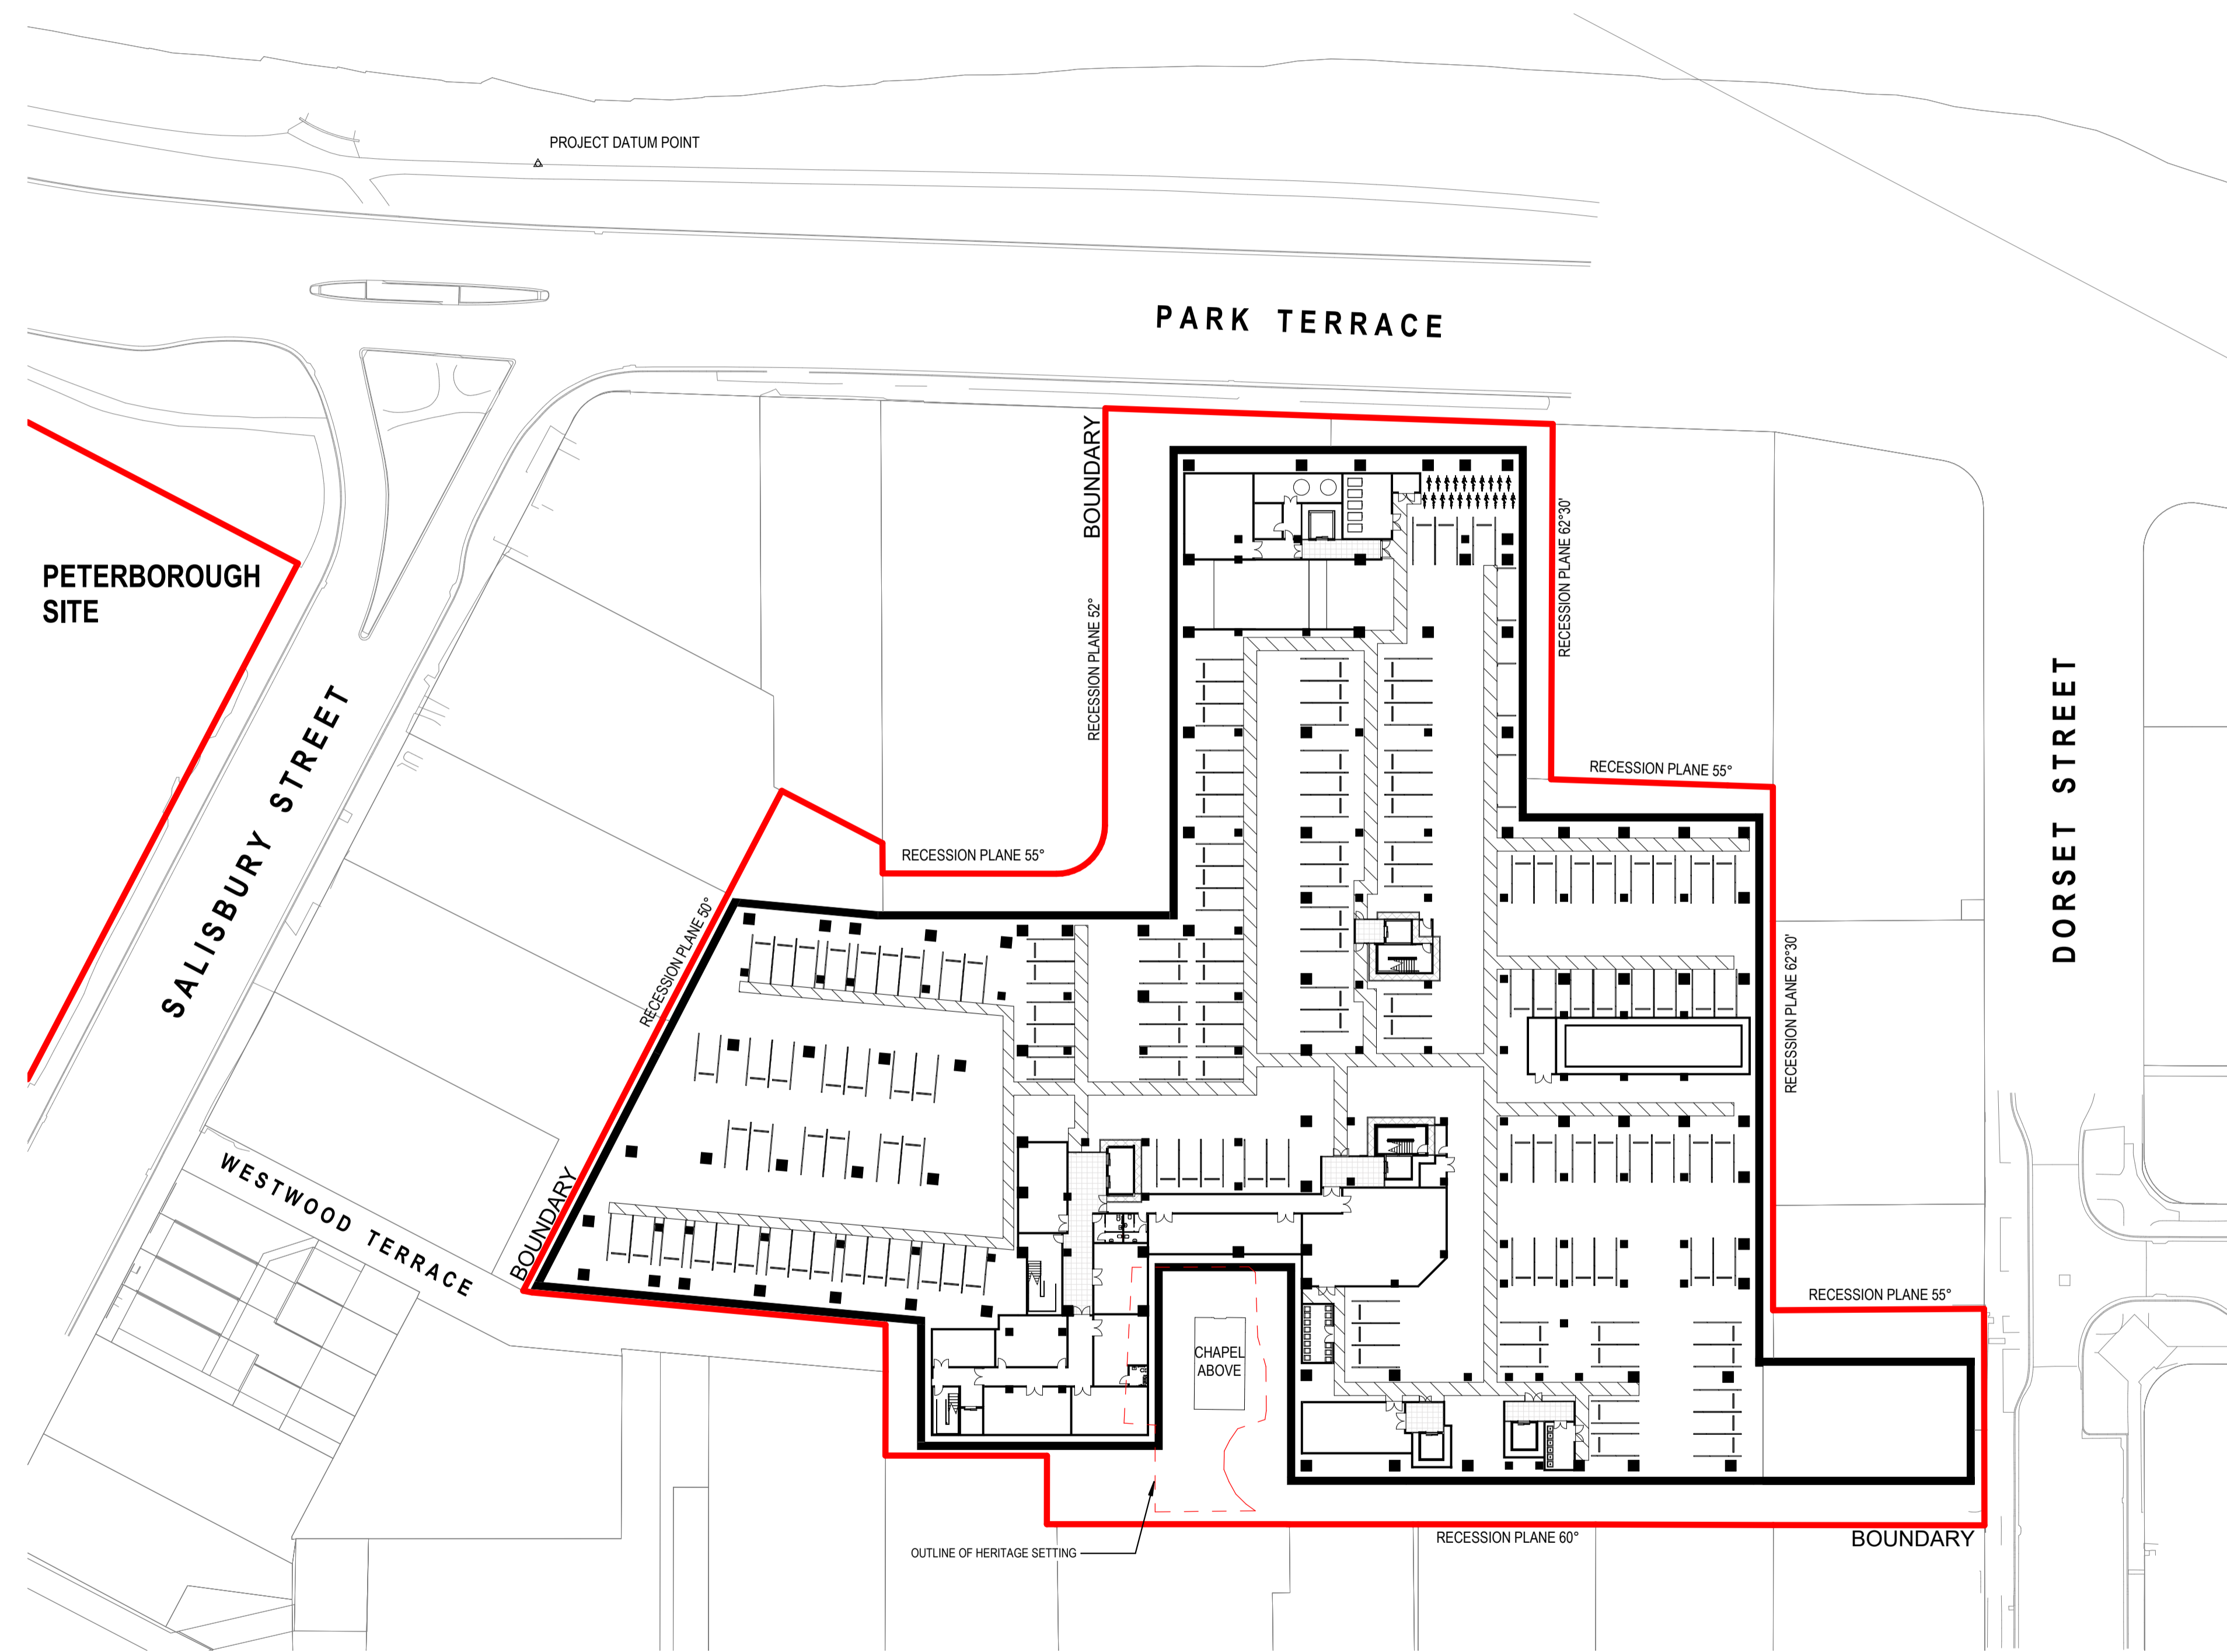 PROJECT DATUM POINT
PARK TERRACE
BOUNDARY
RECESSION PLANE 62°30'
PETERBOROUGH
SITE
RECESSION PLANE 52°
SALISBURY STREET
DORSET STREET
RECESSION PLANE 55°
RECESSION PLANE 55°
RECESSION PLANE 50°
RECESSION PLANE 62°30'
WESTWOOD TERRACE
BOUNDARY
RECESSION PLANE 55°
CHAPEL
ABOVE
OUTLINE OF HERITAGE SETTING
RECESSION PLANE 60°
BOUNDARY